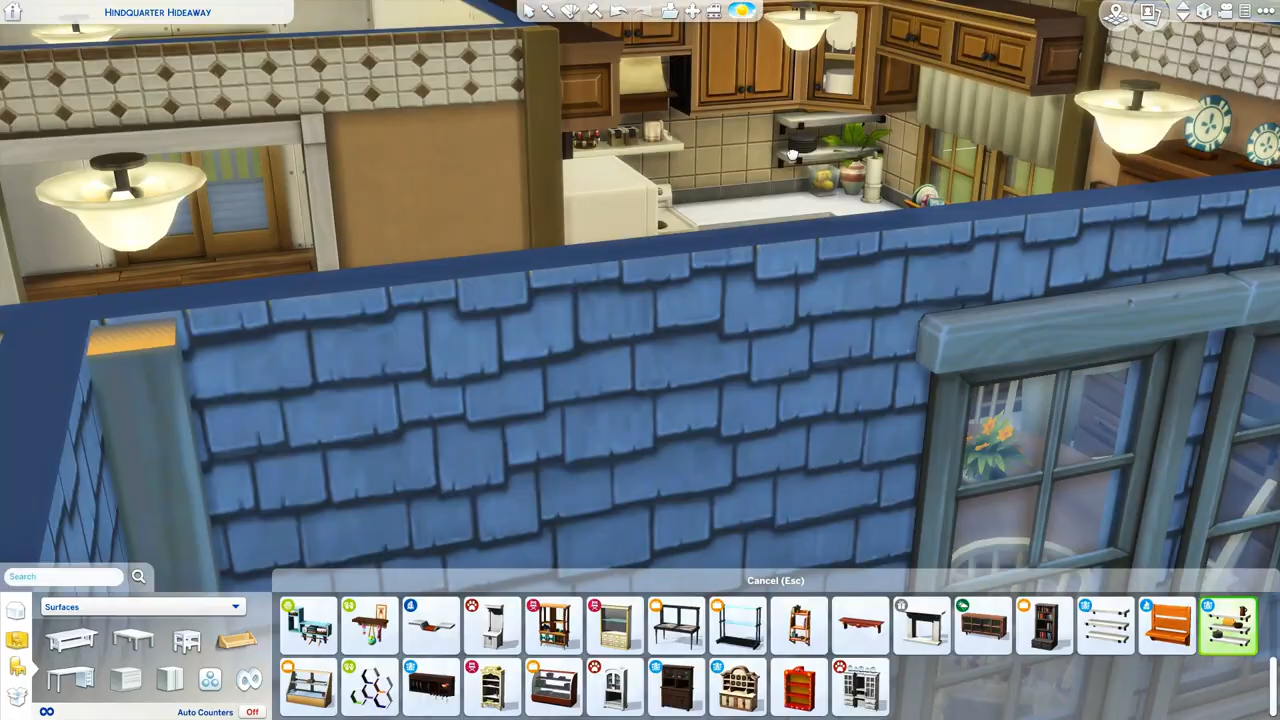 Hindquarter Hideaway
Cancel (Esc)
Search
Surfaces
Auto Counters Off